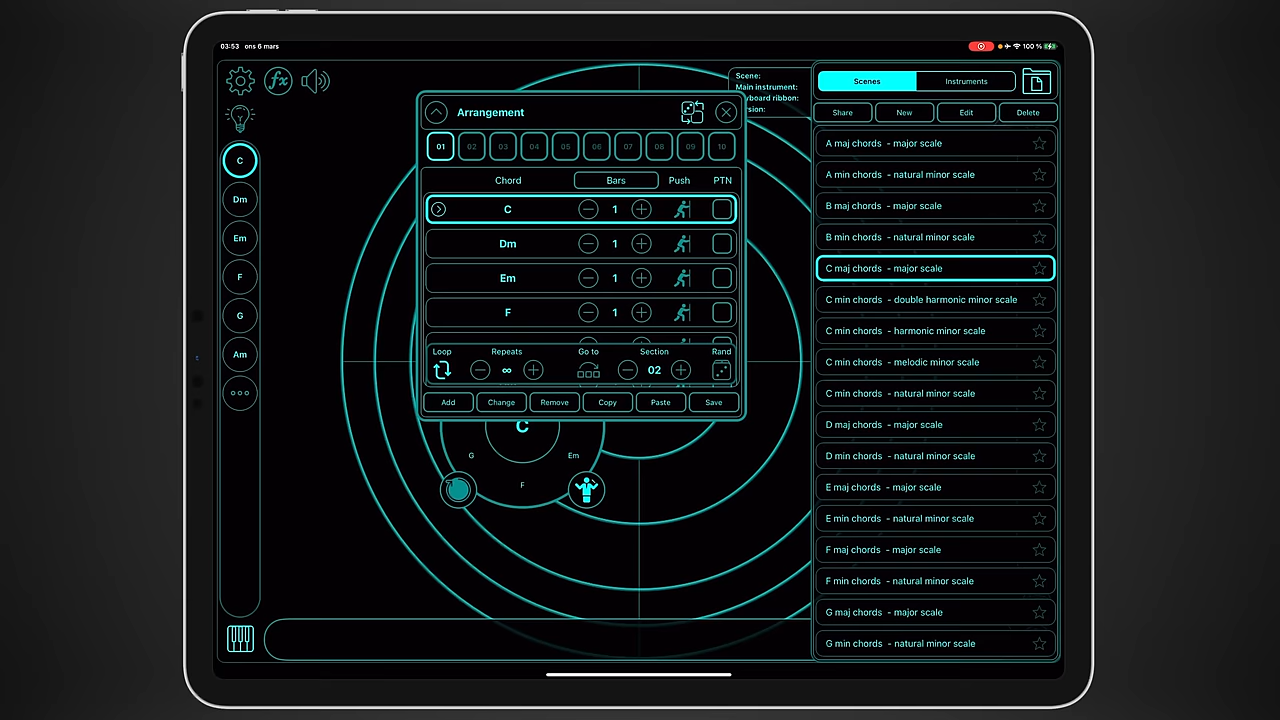 03:53 ons 6 mars
100 %
fx
C
Dm
Em
F
G
Am
Scene:
Main instrument:
yboard ribbon:
sion:
Arrangement
01 02 03 04 05 06 07 08 09 10
Chord Bars Push PTN
C 1
Dm 1
Em 1
F 1
Loop Repeats Go to Section Rand
∞ 02
Add Change Remove Copy Paste Save
C
G Em
F
Scenes Instruments
Share New Edit Delete
A maj chords - major scale
A min chords - natural minor scale
B maj chords - major scale
B min chords - natural minor scale
C maj chords - major scale
C min chords - double harmonic minor scale
C min chords - harmonic minor scale
C min chords - melodic minor scale
C min chords - natural minor scale
D maj chords - major scale
D min chords - natural minor scale
E maj chords - major scale
E min chords - natural minor scale
F maj chords - major scale
F min chords - natural minor scale
G maj chords - major scale
G min chords - natural minor scale